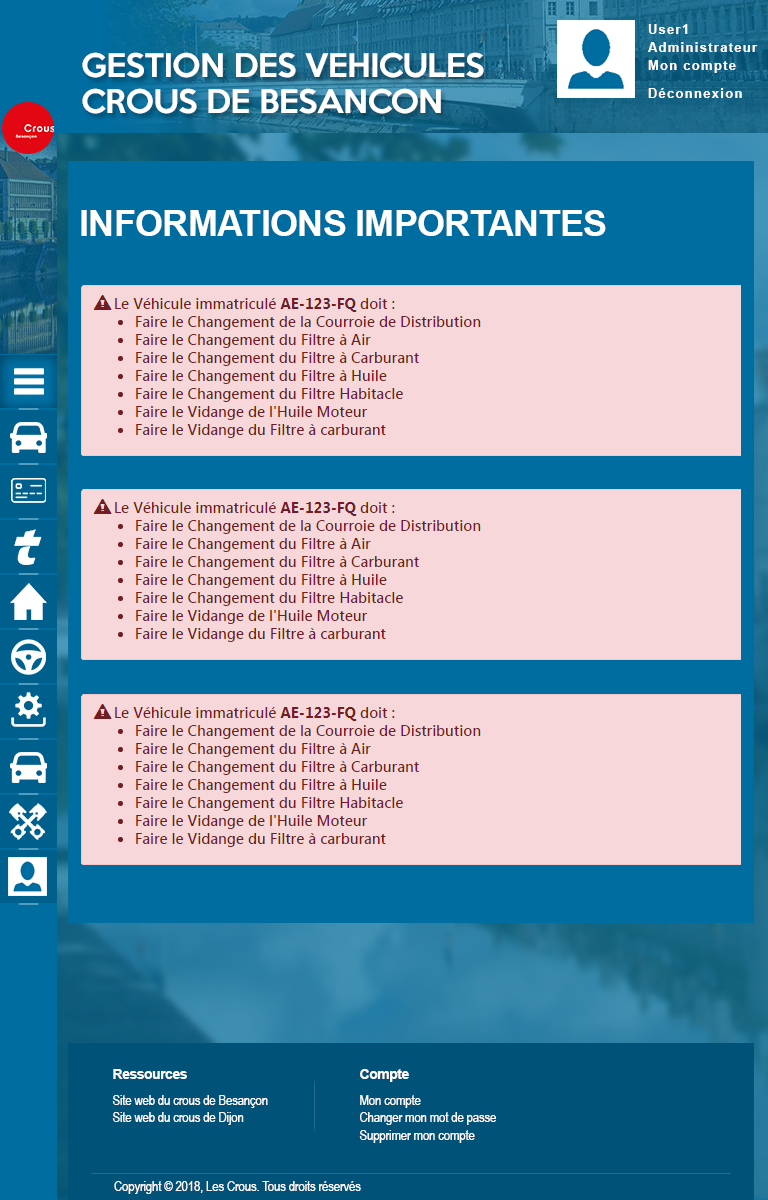 GESTION DES VEHICULES
CROUS DE BESANCON
User1
Administrateur
Mon compte
Déconnexion
Crous
Besançon
INFORMATIONS IMPORTANTES
Le Véhicule immatriculé AE-123-FQ doit :
• Faire le Changement de la Courroie de Distribution
• Faire le Changement du Filtre à Air
• Faire le Changement du Filtre à Carburant
• Faire le Changement du Filtre à Huile
• Faire le Changement du Filtre Habitacle
• Faire le Vidange de l'Huile Moteur
• Faire le Vidange du Filtre à carburant
Le Véhicule immatriculé AE-123-FQ doit :
• Faire le Changement de la Courroie de Distribution
• Faire le Changement du Filtre à Air
• Faire le Changement du Filtre à Carburant
• Faire le Changement du Filtre à Huile
• Faire le Changement du Filtre Habitacle
• Faire le Vidange de l'Huile Moteur
• Faire le Vidange du Filtre à carburant
Le Véhicule immatriculé AE-123-FQ doit :
• Faire le Changement de la Courroie de Distribution
• Faire le Changement du Filtre à Air
• Faire le Changement du Filtre à Carburant
• Faire le Changement du Filtre à Huile
• Faire le Changement du Filtre Habitacle
• Faire le Vidange de l'Huile Moteur
• Faire le Vidange du Filtre à carburant
t
Ressources
Site web du crous de Besançon
Site web du crous de Dijon
Compte
Mon compte
Changer mon mot de passe
Supprimer mon compte
Copyright © 2018, Les Crous. Tous droits réservés